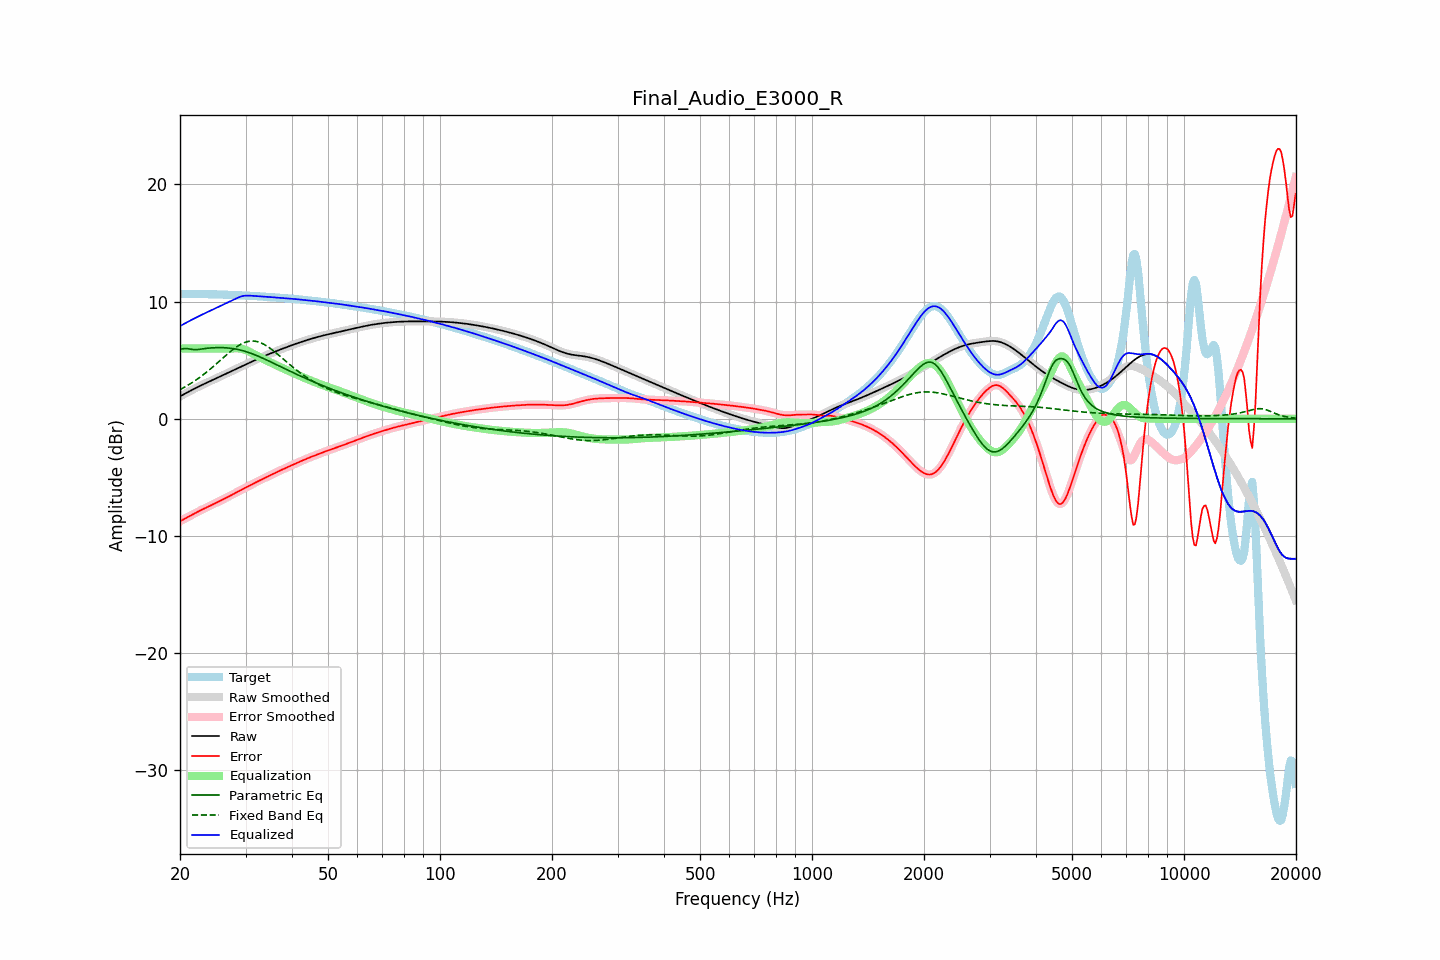 Final_Audio_E3000_R
Amplitude (dBr)
20
10
0
−10
−20
−30
Target
Raw Smoothed
Error Smoothed
Raw
Error
Equalization
Parametric Eq
Fixed Band Eq
Equalized
20 50 100 200 500 1000 2000 5000 10000 20000
Frequency (Hz)